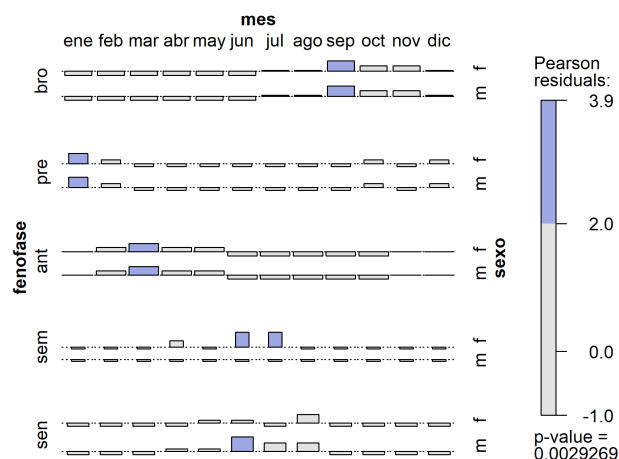 mes
ene feb mar abr may jun jul ago sep oct nov dic
fenofase
bro
pre
ant
sem
sen
f
m
f
m
f
m
f
m
f
m
sexo
Pearson
residuals:
3.9
2.0
0.0
-1.0
p-value =
0.0029269